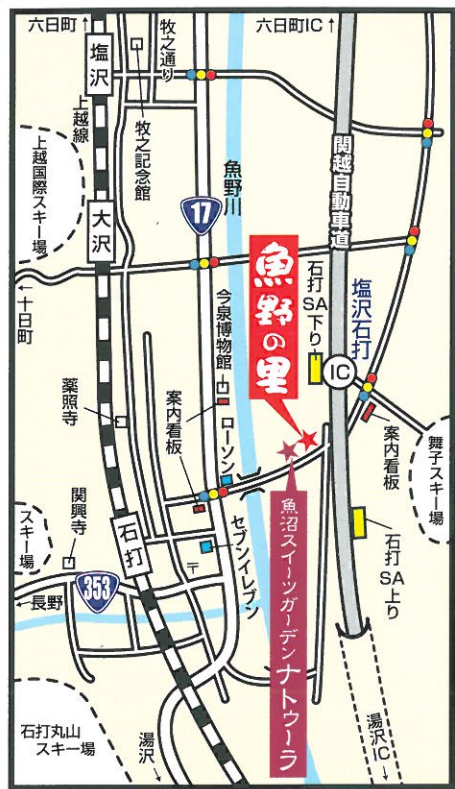 六日町↑
六日町IC↑
塩沢
牧之通り
上越線
牧之記念館
関越自動車道
魚野川
上越国際スキー場
17
大沢
魚野の里
石打SA下り
塩沢石打
IC
←十日町
今泉博物館
案内看板
案内看板
薬照寺
ローソン
舞子スキー場
関興寺
スキー場
石打
セブンイレブン
〒
魚沼スイーツガーデンナトゥーラ
石打SA上り
353
←長野
石打丸山
スキー場
湯沢↓
湯沢IC↓